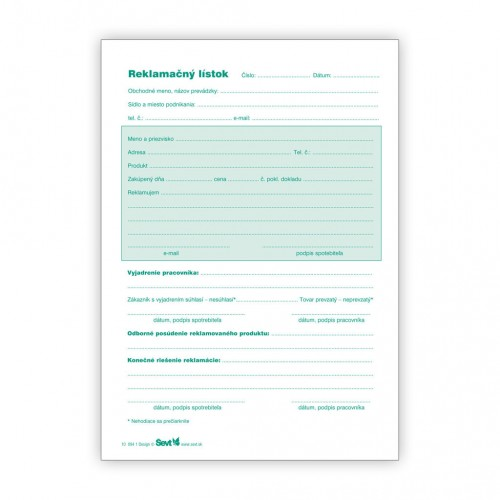 Reklamačný lístok Číslo: Dátum:
Obchodné meno, názov prevádzky:
Sídlo a miesto podnikania:
tel. č.: e-mail:
Meno a priezvisko
Adresa Tel. č.:
Produkt
Zakúpený dňa cena č. pokl. dokladu
Reklamujem
e-mail podpis spotrebiteľa
Vyjadrenie pracovníka:
Zákazník s vyjadrením súhlasí – nesúhlasí* Tovar prevzatý – neprevzatý*
dátum, podpis spotrebiteľa dátum, podpis pracovníka
Odborné posúdenie reklamovaného produktu:
Konečné riešenie reklamácie:
dátum, podpis spotrebiteľa dátum, podpis pracovníka
* Nehodiace sa prečiarknite
Sevt www.sevt.sk